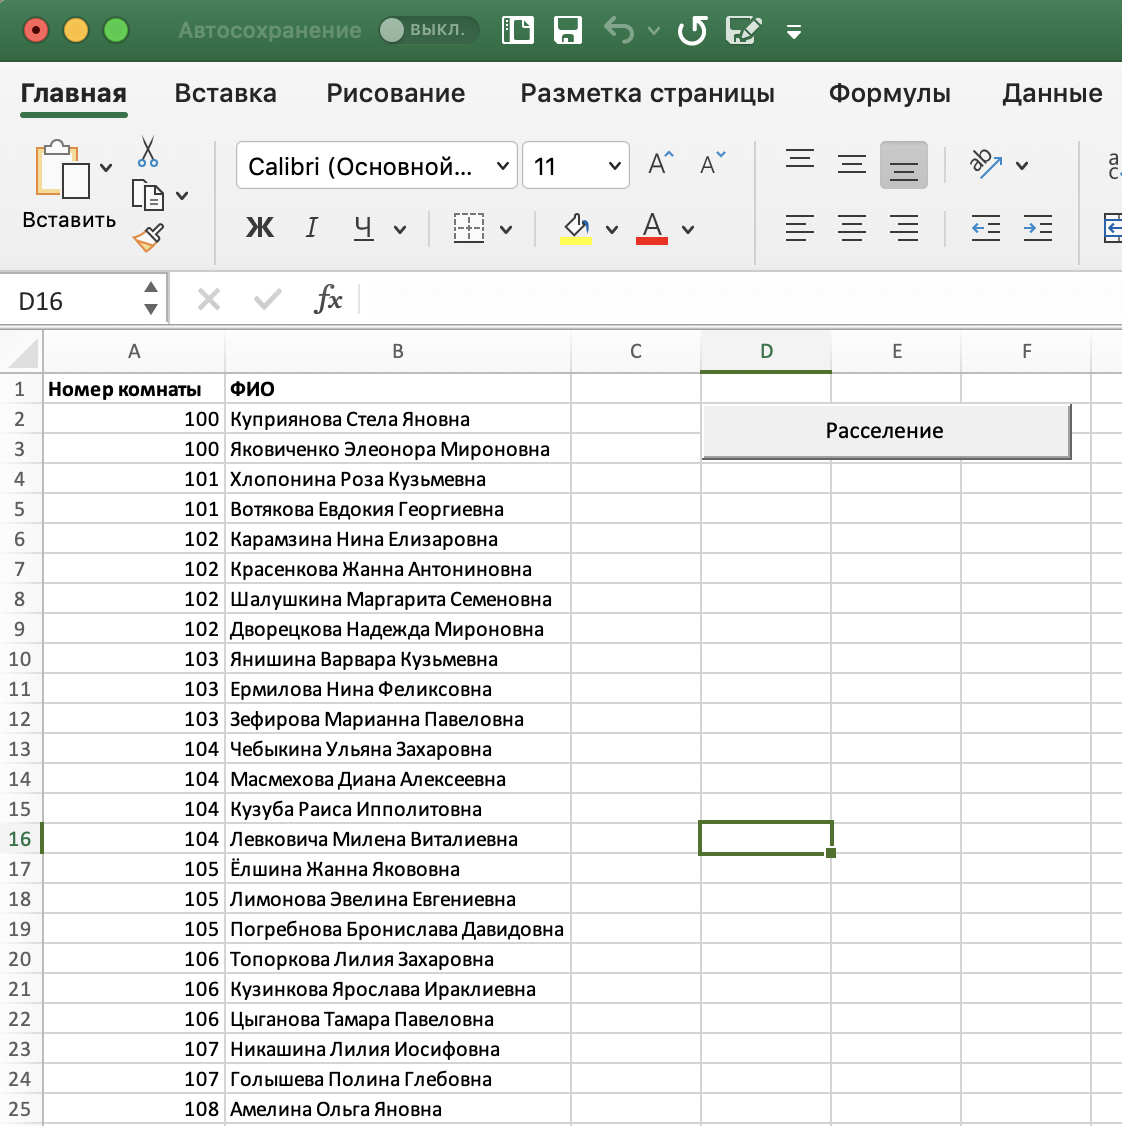 Автосохранение ВЫКЛ.
Главная Вставка Рисование Разметка страницы Формулы Данные
Вставить
Calibri (Основной... 11 A^ A˅ ab a c
Ж I Ч A
D16 fx
A B C D E F
1 Номер комнаты ФИО
2 100 Куприянова Стела Яновна
Расселение
3 100 Яковиченко Элеонора Мироновна
4 101 Хлопонина Роза Кузьмевна
5 101 Вотякова Евдокия Георгиевна
6 102 Карамзина Нина Елизаровна
7 102 Красенкова Жанна Антониновна
8 102 Шалушкина Маргарита Семеновна
9 102 Дворецкова Надежда Мироновна
10 103 Янишина Варвара Кузьмевна
11 103 Ермилова Нина Феликсовна
12 103 Зефирова Марианна Павеловна
13 104 Чебыкина Ульяна Захаровна
14 104 Масмехова Диана Алексеевна
15 104 Кузуба Раиса Ипполитовна
16 104 Левковича Милена Виталиевна
17 105 Ёлшина Жанна Яковна
18 105 Лимонова Эвелина Евгениевна
19 105 Погребнова Бронислава Давидовна
20 106 Топоркова Лилия Захаровна
21 106 Кузинкова Ярослава Ираклиевна
22 106 Цыганова Тамара Павеловна
23 107 Никашина Лилия Иосифовна
24 107 Голышева Полина Глебовна
25 108 Амелина Ольга Яновна